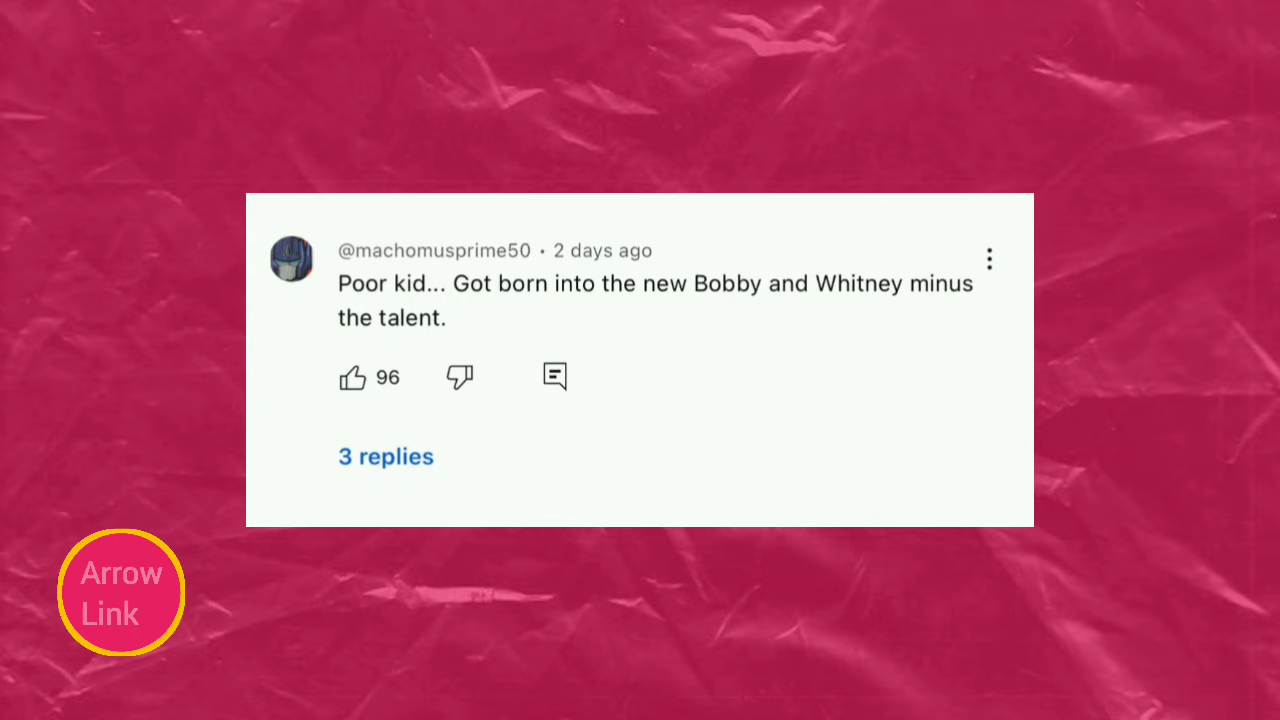 @machomusprime50 • 2 days ago
Poor kid... Got born into the new Bobby and Whitney minus
the talent.
96
3 replies
Arrow
Link